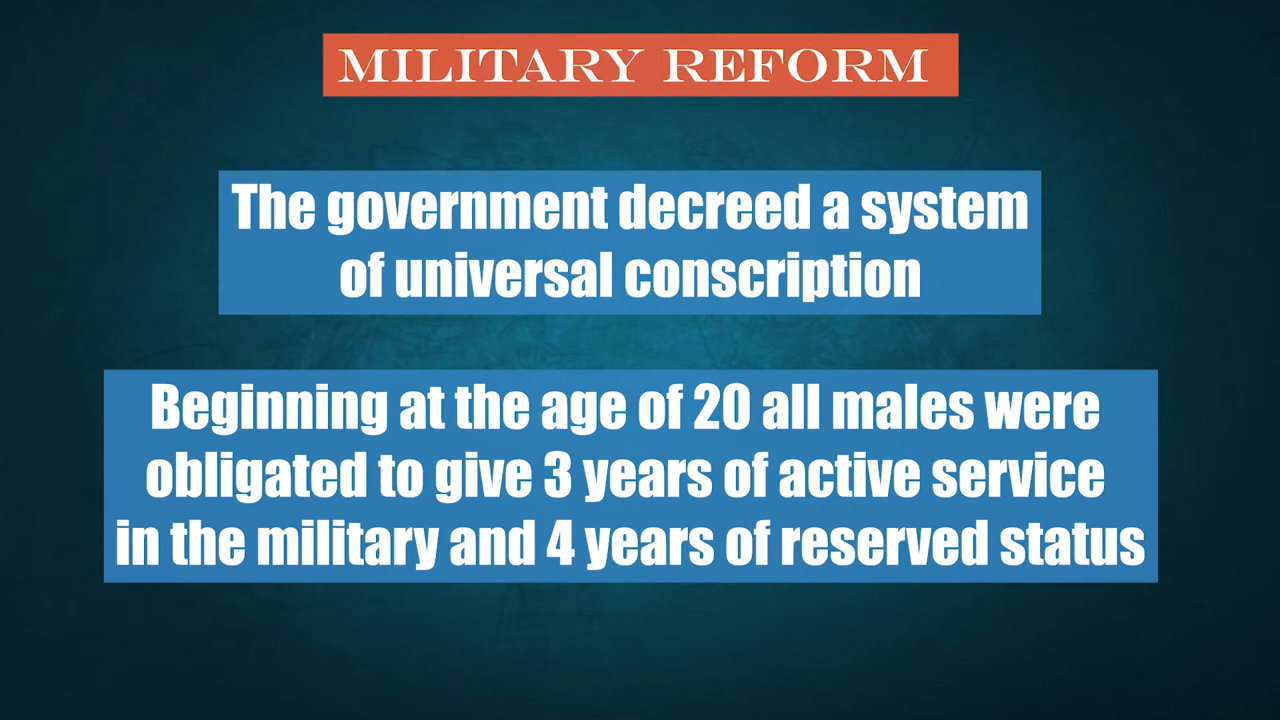 MILITARY REFORM
The government decreed a system
of universal conscription
Beginning at the age of 20 all males were
obligated to give 3 years of active service
in the military and 4 years of reserved status